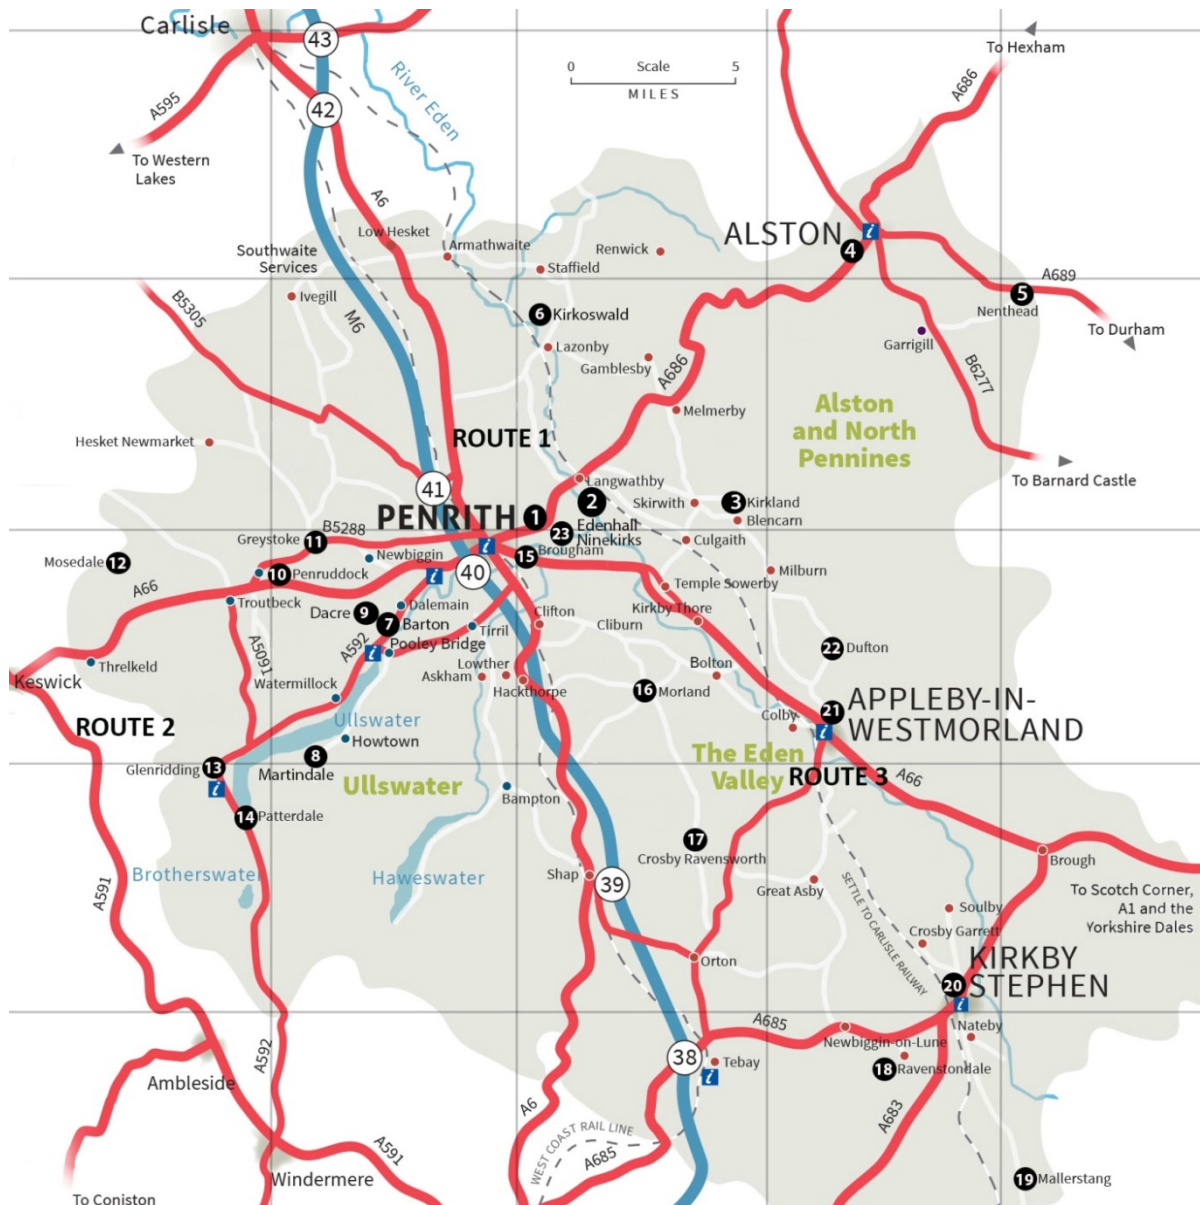 Carlisle
43
To Hexham
Scale
0
5
MILES
A686
A595
42
River Eden
To Western
Lakes
A6
Low Hesket
Armathwaite
Renwick
ALSTON
4
Southwaite
Services
Staffield
A689
5
Nenthead
B5305
Ivegill
M6
6
Kirkoswald
To Durham
Lazonby
Gamblesby
Garrigill
B6277
A686
Melmerby
Alston
and North
Pennines
Hesket Newmarket
ROUTE 1
41
Langwathby
To Barnard Castle
PENRITH
1
2
Skirwith
3
Kirkland
Blencarn
Edenhall
23
Ninekirks
Culgaith
B5288
Greystoke
11
Newbiggin
15
Brougham
Mosedale
12
10
Penruddock
40
Milburn
A66
Temple Sowerby
Troutbeck
Dalemain
Kirkby Thore
Dacre
9
7
Barton
Clifton
Cliburn
Tirril
A5091
A592
Pooley Bridge
22
Dufton
Threlkeld
Lowther
Askham
Hackthorpe
Bolton
Keswick
Watermillock
16
Morland
21
APPLEBY-IN-
WESTMORLAND
ROUTE 2
Ullswater
Howtown
Colby
The Eden
Valley
ROUTE 3
A66
Glenridding
13
8
Martindale
Ullswater
Bampton
14
Patterdale
17
Crosby Ravensworth
Brough
Brotherswater
Haweswater
Shap
39
Great Asby
A591
SETTLE TO CARLISLE RAILWAY
To Scotch Corner,
A1 and the
Yorkshire Dales
Soulby
Crosby Garrett
Orton
KIRKBY
STEPHEN
20
A685
Nateby
Newbiggin-on-Lune
A592
38
Tebay
18
Ravenstondale
Ambleside
A6
A683
WEST COAST RAIL LINE
A685
A591
Windermere
19
Mallerstang
To Coniston